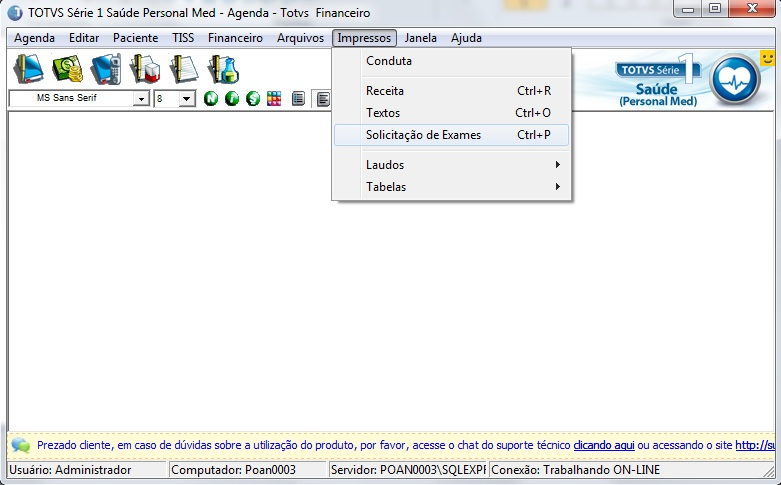 TOTVS Série 1 Saúde Personal Med - Agenda - Totvs Financeiro
Agenda Editar Paciente TISS Financeiro Arquivos Impressos Janela Ajuda
Conduta
Receita Ctrl+R
Textos Ctrl+O
Solicitação de Exames Ctrl+P
Laudos
Tabelas
TOTVS Série 1
Saúde
(Personal Med)
MS Sans Serif 8 N I S
Prezado cliente, em caso de dúvidas sobre a utilização do produto, por favor, acesse o chat do suporte técnico clicando aqui ou acessando o site http://su
Usuário: Administrador Computador: Poan0003 Servidor: POAN0003\SQLEXPR Conexão: Trabalhando ON-LINE